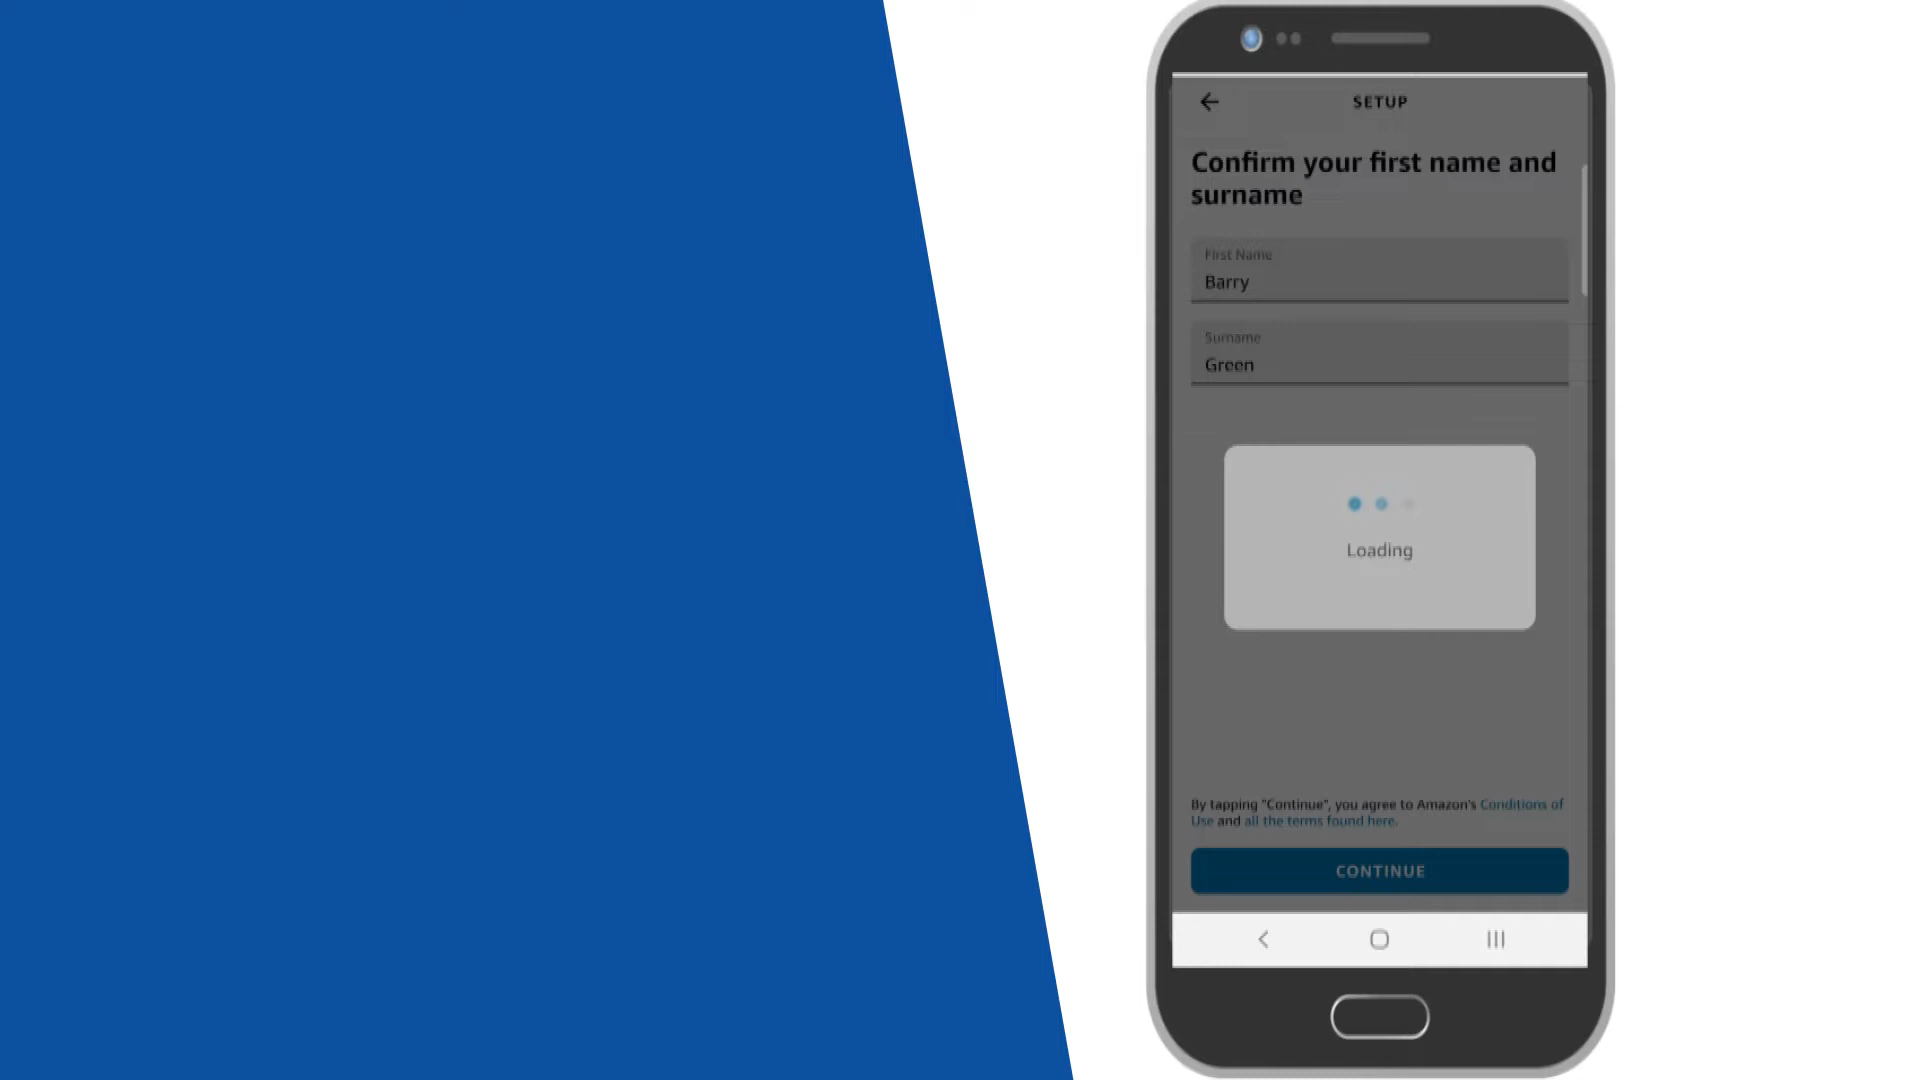 SETUP
Confirm your first name and
surname
First Name
Barry
Surname
Green
Loading
By tapping "Continue", you agree to Amazon's Conditions of
Use and all the terms found here.
CONTINUE